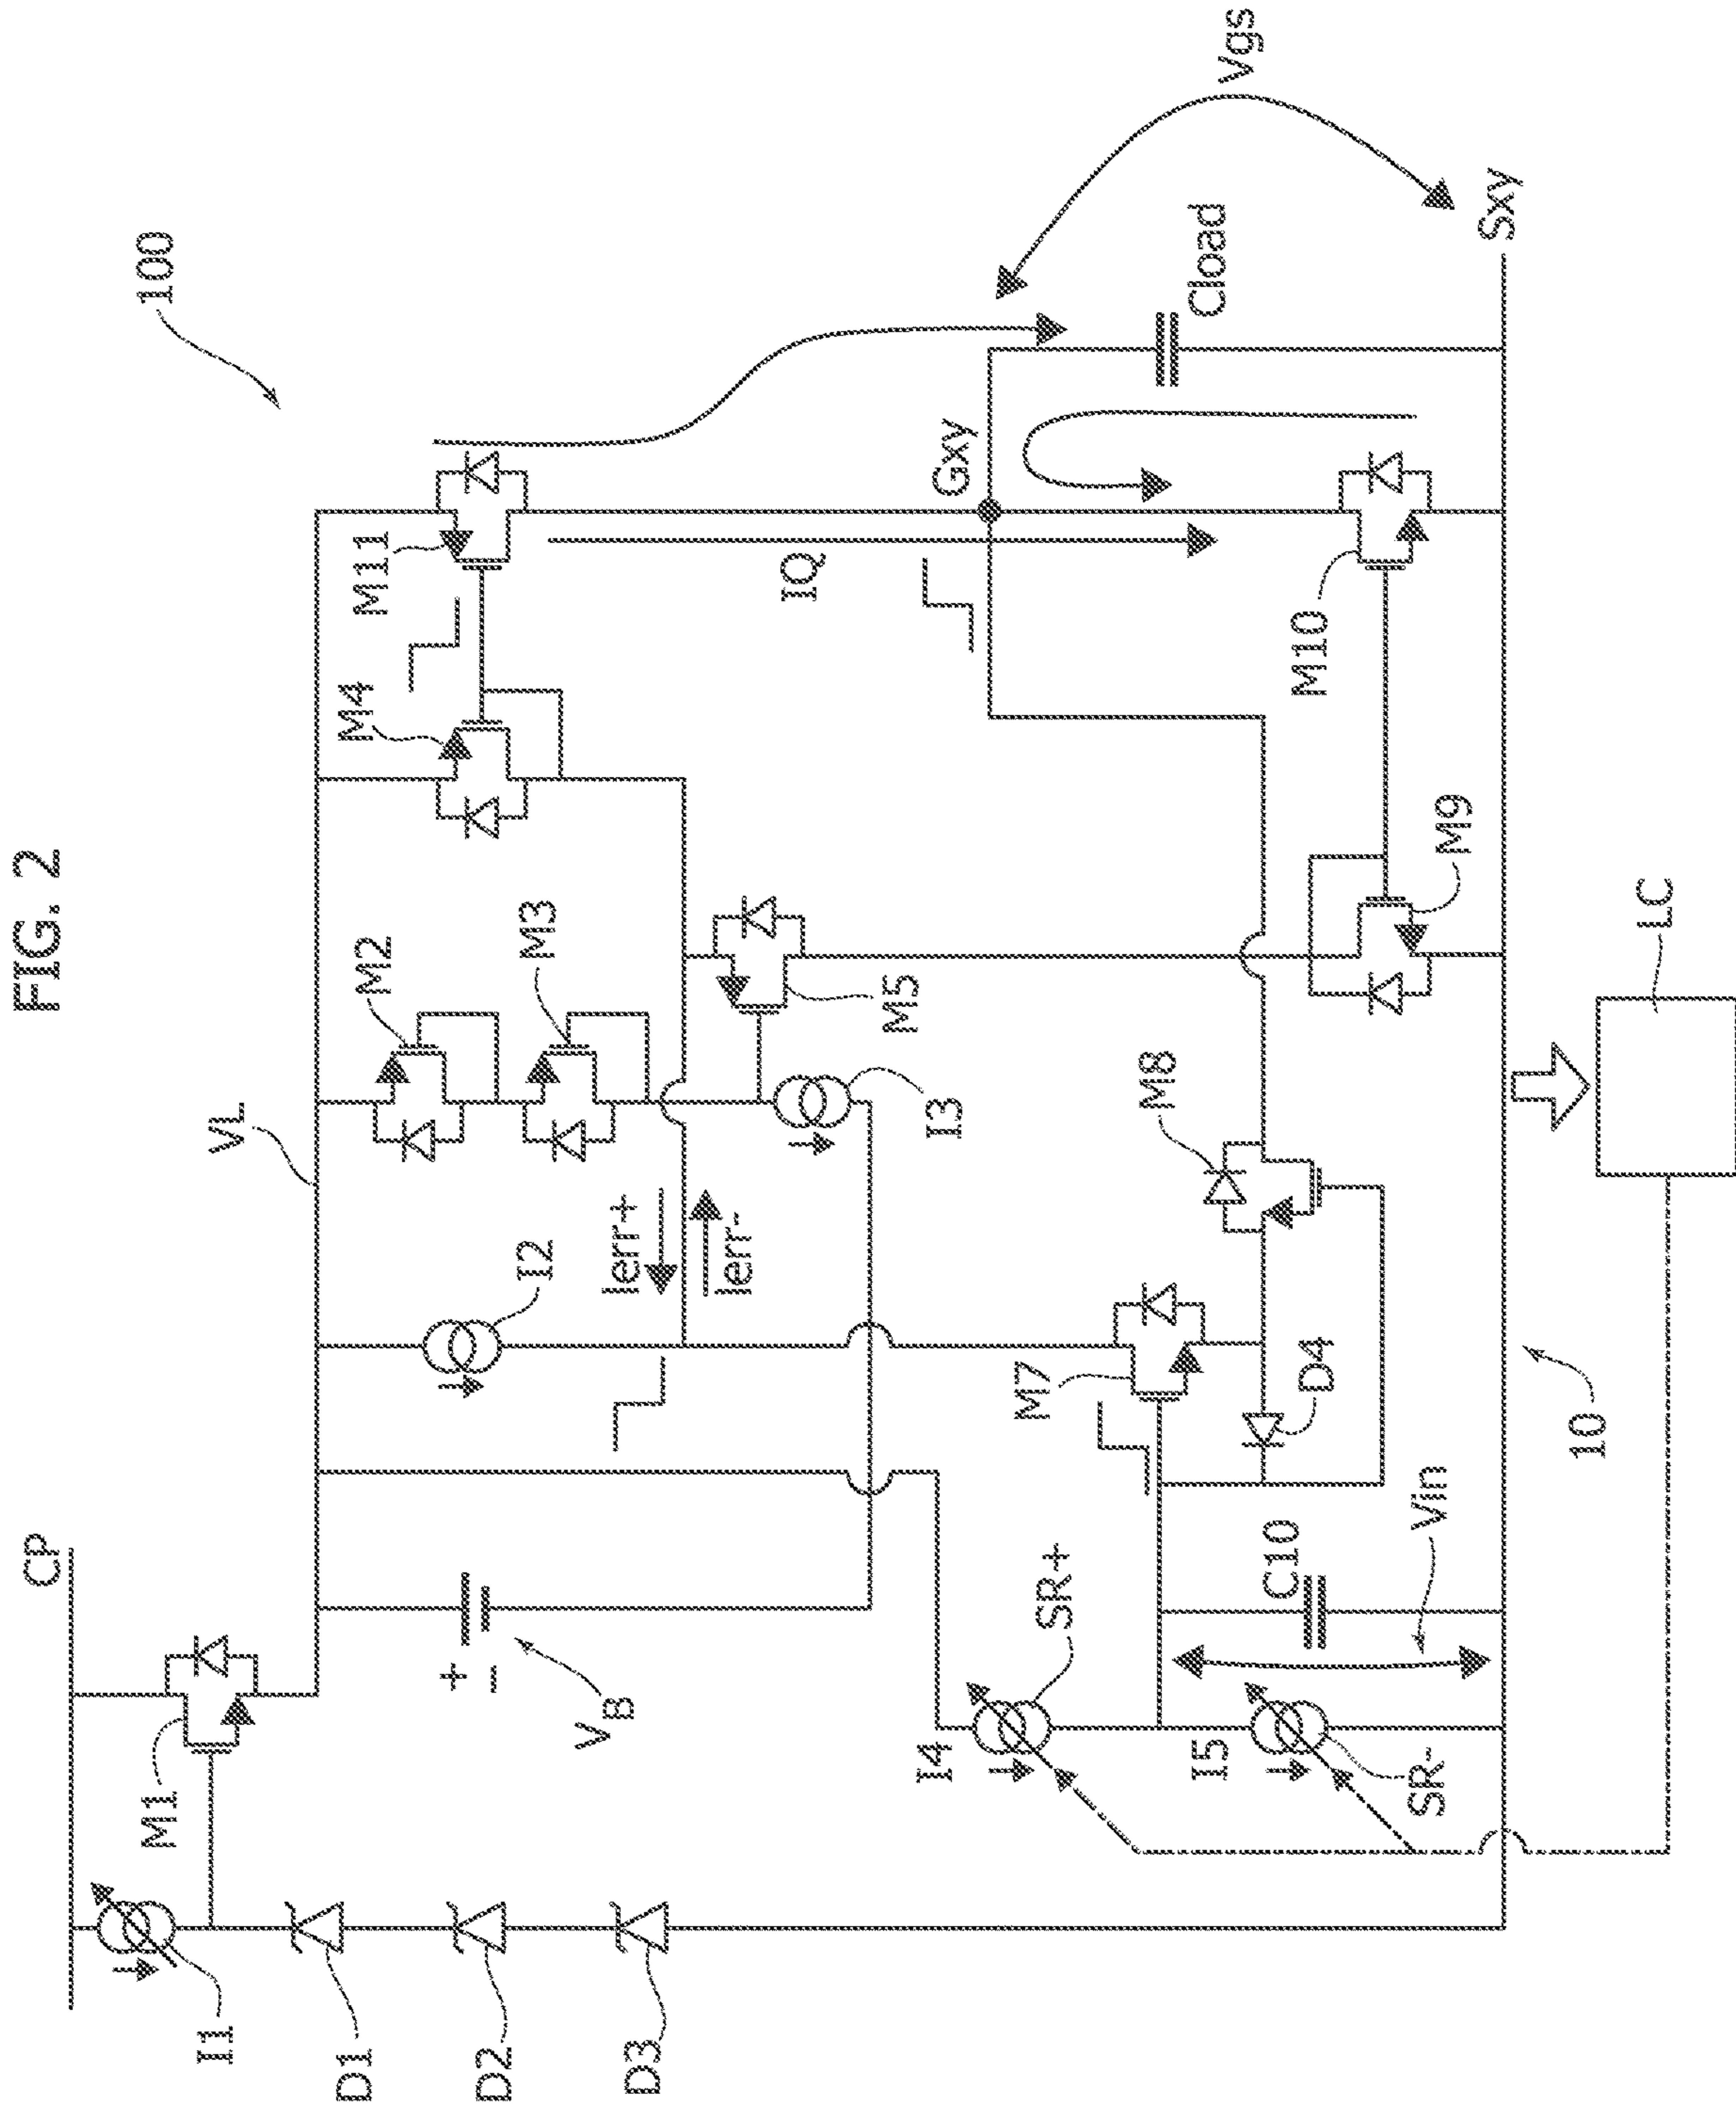 FIG. 2
100
CP
VL
M1
I1
D1
D2
D3
+
-
VB
I2
M2
M3
M4
M11
Ierr+
Ierr-
I3
M5
IQ
Gxy
Cload
Vgs
Sxy
I4
SR+
I5
SR-
C10
Vin
M7
D4
M8
M9
M10
10
LC